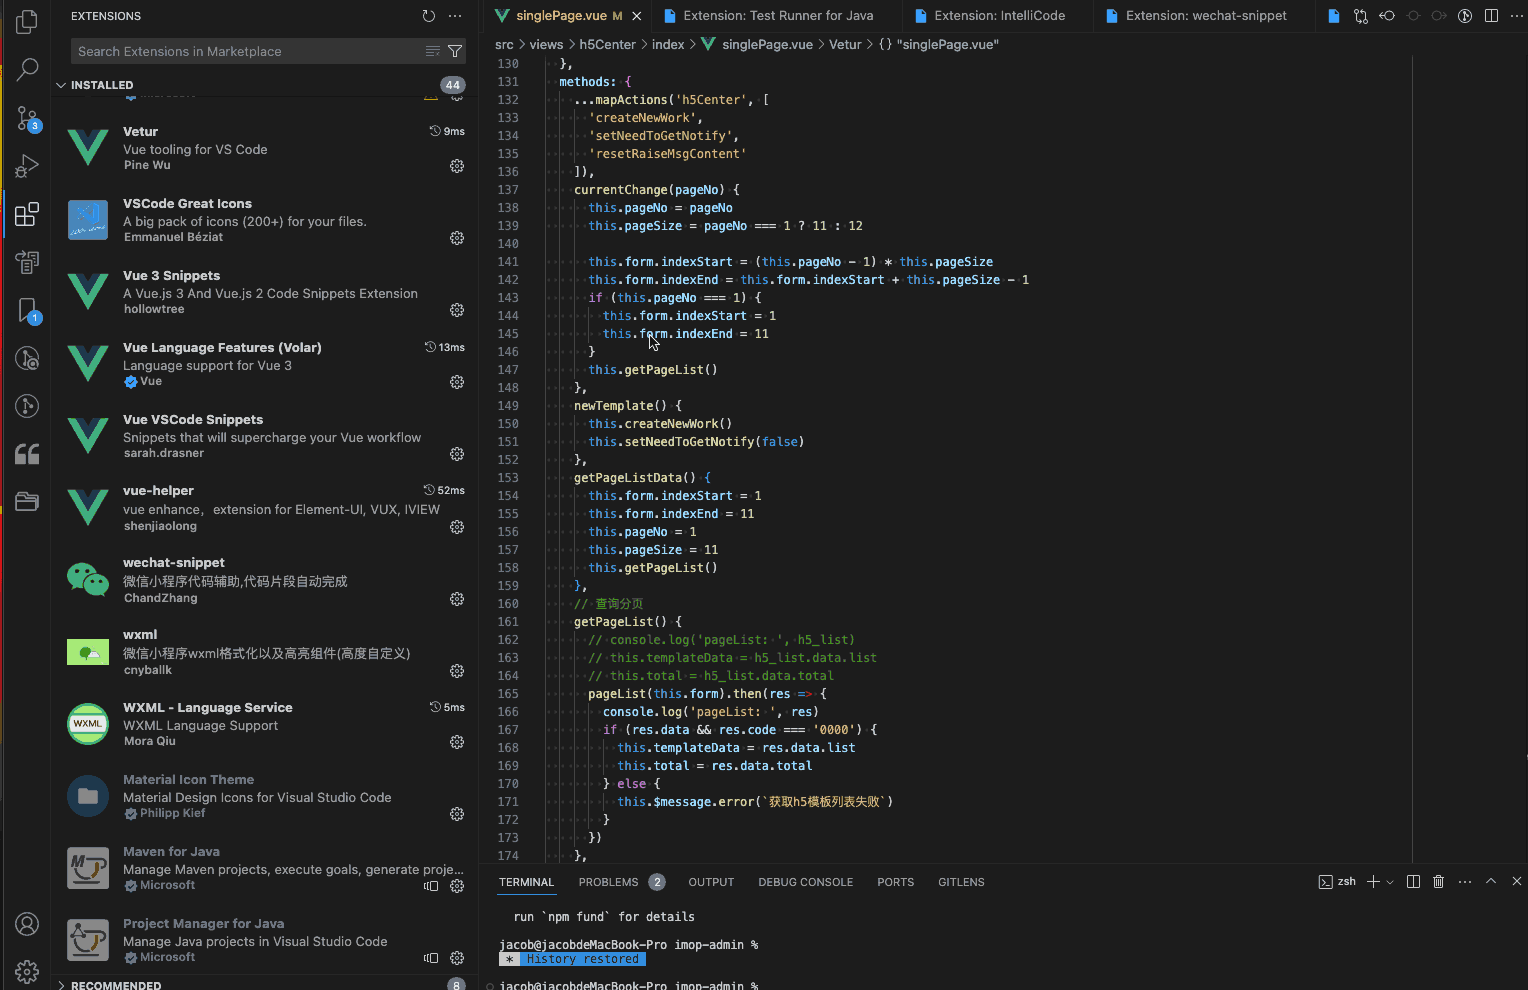 EXTENSIONS
Search Extensions in Marketplace
INSTALLED 44
Vetur 9ms
Vue tooling for VS Code
Pine Wu
VSCode Great Icons
A big pack of icons (200+) for your files.
Emmanuel Béziat
Vue 3 Snippets
A Vue.js 3 And Vue.js 2 Code Snippets Extension
hollowtree
Vue Language Features (Volar) 13ms
Language support for Vue 3
Vue
Vue VSCode Snippets
Snippets that will supercharge your Vue workflow
sarah.drasner
vue-helper 52ms
vue enhance，extension for Element-UI, VUX, IVIEW
shenjiaolong
wechat-snippet
微信小程序代码辅助,代码片段自动完成
ChandZhang
wxml
微信小程序wxml格式化以及高亮组件(高度自定义)
cnyballk
WXML
WXML - Language Service 5ms
WXML Language Support
Mora Qiu
Material Icon Theme
Material Design Icons for Visual Studio Code
Philipp Kief
Maven for Java
Manage Maven projects, execute goals, generate proje...
Microsoft
Project Manager for Java
Manage Java projects in Visual Studio Code
Microsoft
RECOMMENDED 8
3
1
singlePage.vue M
Extension: Test Runner for Java
Extension: IntelliCode
Extension: wechat-snippet
src > views > h5Center > index > singlePage.vue > Vetur > {} "singlePage.vue"
130 },
131 methods: {
132 ...mapActions('h5Center', [
133 'createNewWork',
134 'setNeedToGetNotify',
135 'resetRaiseMsgContent'
136 ]),
137 currentChange(pageNo) {
138 this.pageNo = pageNo
139 this.pageSize = pageNo === 1 ? 11 : 12
140
141 this.form.indexStart = (this.pageNo - 1) * this.pageSize
142 this.form.indexEnd = this.form.indexStart + this.pageSize - 1
143 if (this.pageNo === 1) {
144 this.form.indexStart = 1
145 this.form.indexEnd = 11
146 }
147 this.getPageList()
148 },
149 newTemplate() {
150 this.createNewWork()
151 this.setNeedToGetNotify(false)
152 },
153 getPageListData() {
154 this.form.indexStart = 1
155 this.form.indexEnd = 11
156 this.pageNo = 1
157 this.pageSize = 11
158 this.getPageList()
159 },
160 // 查询分页
161 getPageList() {
162 // console.log('pageList: ', h5_list)
163 // this.templateData = h5_list.data.list
164 // this.total = h5_list.data.total
165 pageList(this.form).then(res => {
166 console.log('pageList: ', res)
167 if (res.data && res.code === '0000') {
168 this.templateData = res.data.list
169 this.total = res.data.total
170 } else {
171 this.$message.error(`获取h5模板列表失败`)
172 }
173 })
174 },
TERMINAL PROBLEMS 2 OUTPUT DEBUG CONSOLE PORTS GITLENS zsh
run `npm fund` for details
jacob@jacobdeMacBook-Pro imop-admin %
* History restored
jacob@jacobdeMacBook-Pro imop-admin %